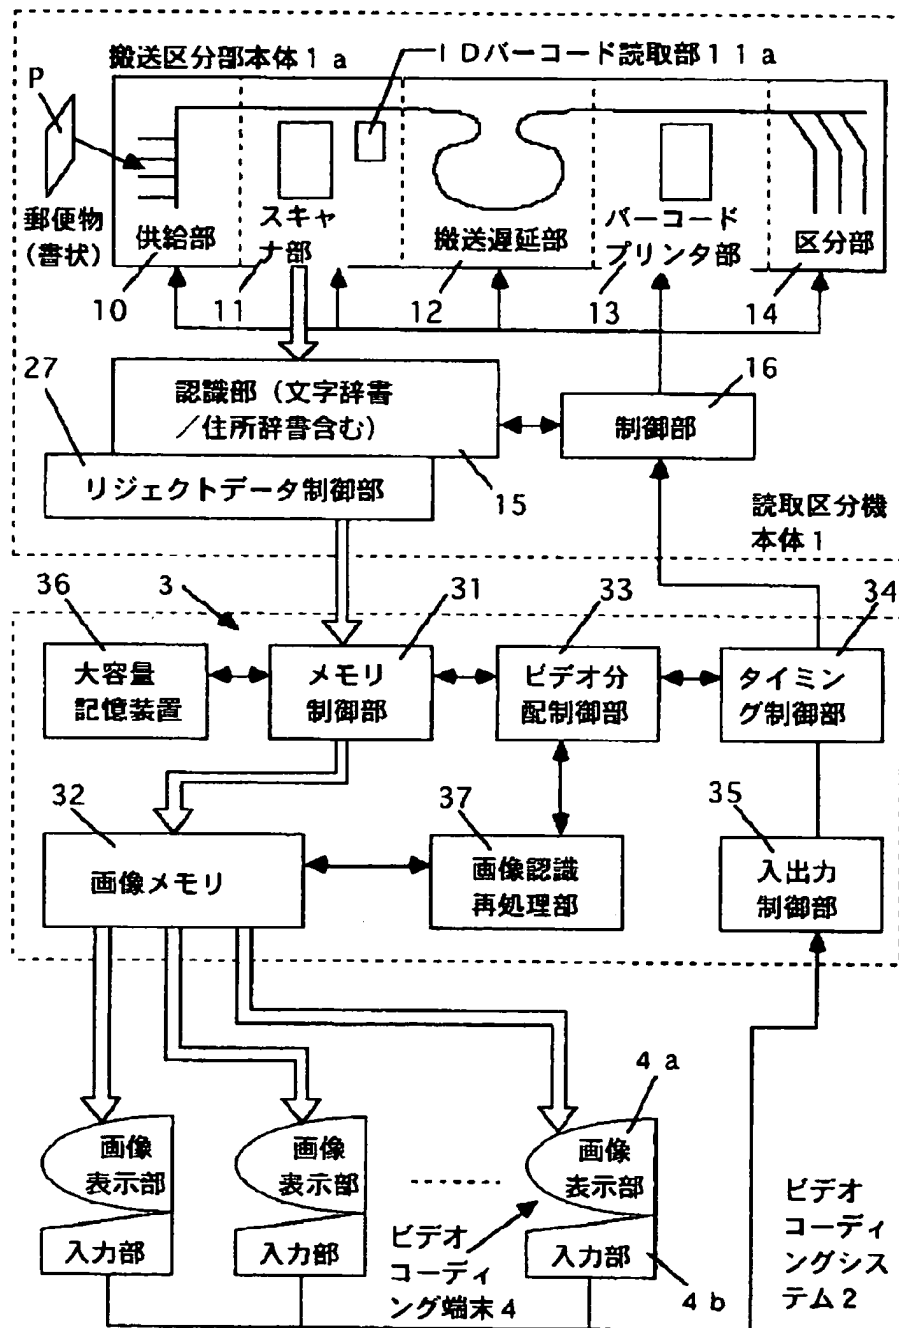 搬送区分部本体1a
IDバーコード読取部11a
P
郵便物
(書状)
供給部
スキャ
ナ部
搬送遅延部
バーコード
プリンタ部
区分部
10
11
12
13
14
27
認識部(文字辞書
/住所辞書含む)
制御部
16
リジェクトデータ制御部
15
読取区分機
本体1
36
3
31
33
34
大容量
記憶装置
メモリ
制御部
ビデオ分
配制御部
タイミン
グ制御部
32
37
35
画像メモリ
画像認識
再処理部
入出力
制御部
4a
画像
表示部
画像
表示部
画像
表示部
入力部
入力部
入力部
4b
ビデオ
コーディ
ング端末4
ビデオ
コーディ
ングシス
テム2